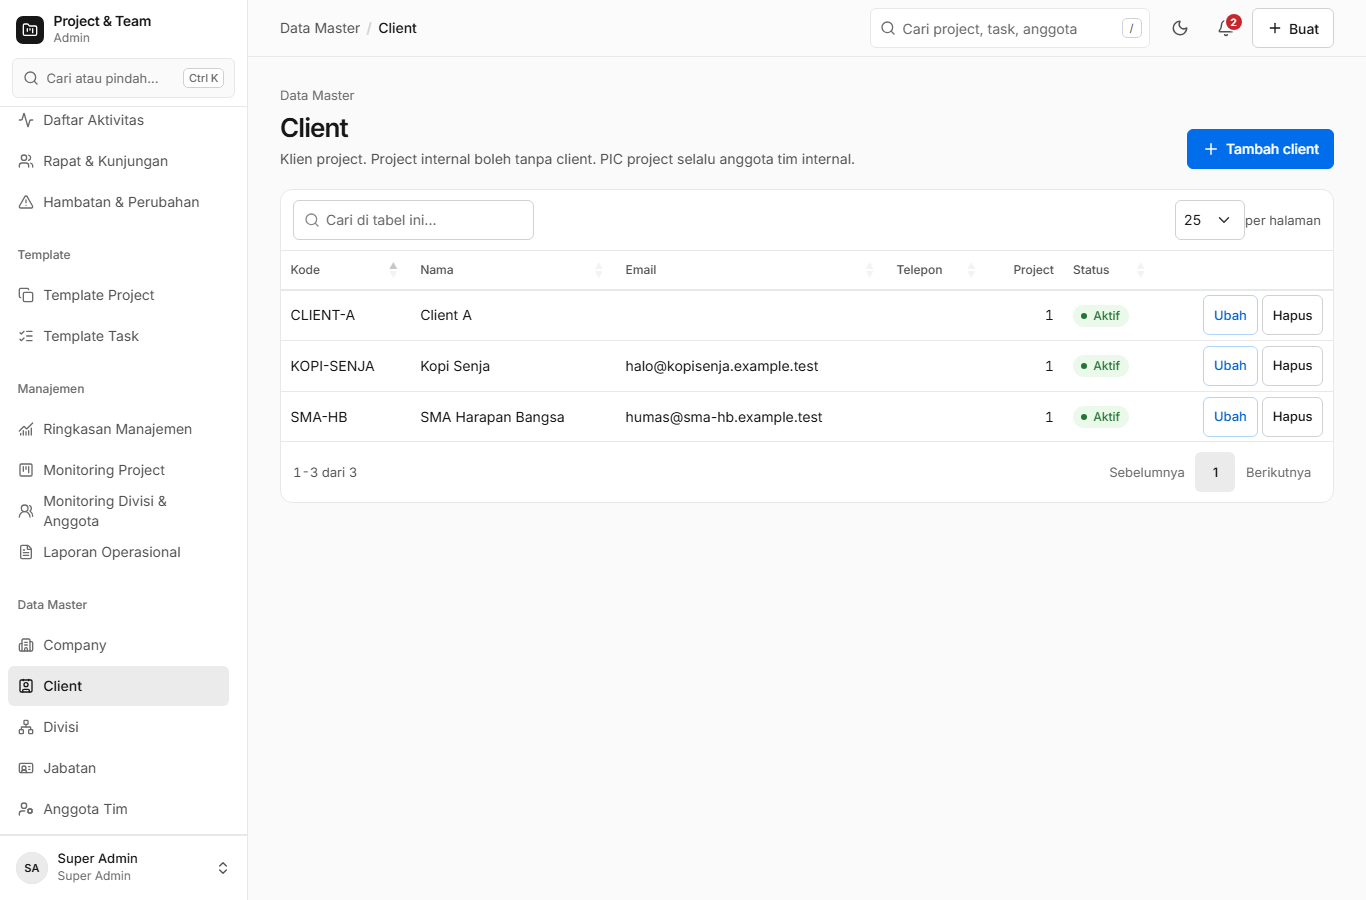 Project & Team
Admin
Cari atau pindah... Ctrl K
Daftar Aktivitas
Rapat & Kunjungan
Hambatan & Perubahan
Template
Template Project
Template Task
Manajemen
Ringkasan Manajemen
Monitoring Project
Monitoring Divisi &
Anggota
Laporan Operasional
Data Master
Company
Client
Divisi
Jabatan
Anggota Tim
SA
Super Admin
Super Admin
Data Master / Client
Cari project, task, anggota /
2
Buat
Data Master
Client
Klien project. Project internal boleh tanpa client. PIC project selalu anggota tim internal.
Tambah client
Cari di tabel ini...
25 per halaman
Kode Nama Email Telepon Project Status
CLIENT-A Client A 1 Aktif Ubah Hapus
KOPI-SENJA Kopi Senja halo@kopisenja.example.test 1 Aktif Ubah Hapus
SMA-HB SMA Harapan Bangsa humas@sma-hb.example.test 1 Aktif Ubah Hapus
1-3 dari 3
Sebelumnya 1 Berikutnya